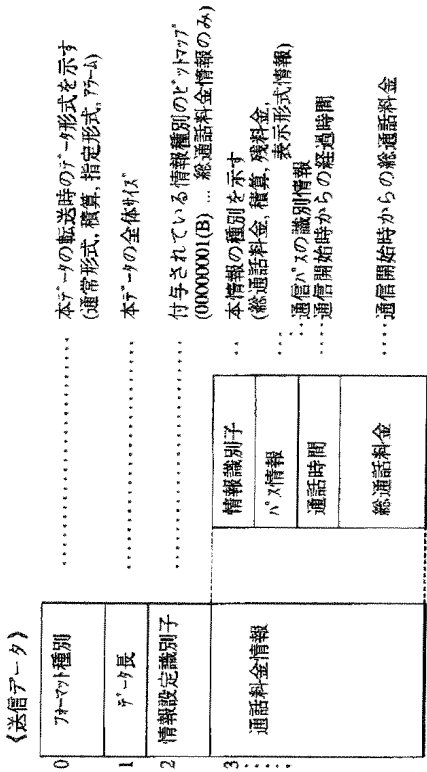 《送信データ》
0 フォーマット種別 ………… 本データの転送時のデータ形式を示す
(通常形式, 積算, 指定形式, アラーム)
1 データ長 ………… 本データの全体サイズ
2 情報設定識別子 ………… 付与されている情報種別のビットマップ
(00000001(B) … 総通話料金情報のみ)
3 通話料金情報
情報識別子 ‥ 本情報の種別を示す
(総通話料金, 積算, 残料金,
表示形式情報)
パス情報 ‥‥ 通信パスの識別情報
通話時間 ‥‥ 通信開始時からの経過時間
総通話料金 ‥‥ 通信開始時からの総通話料金